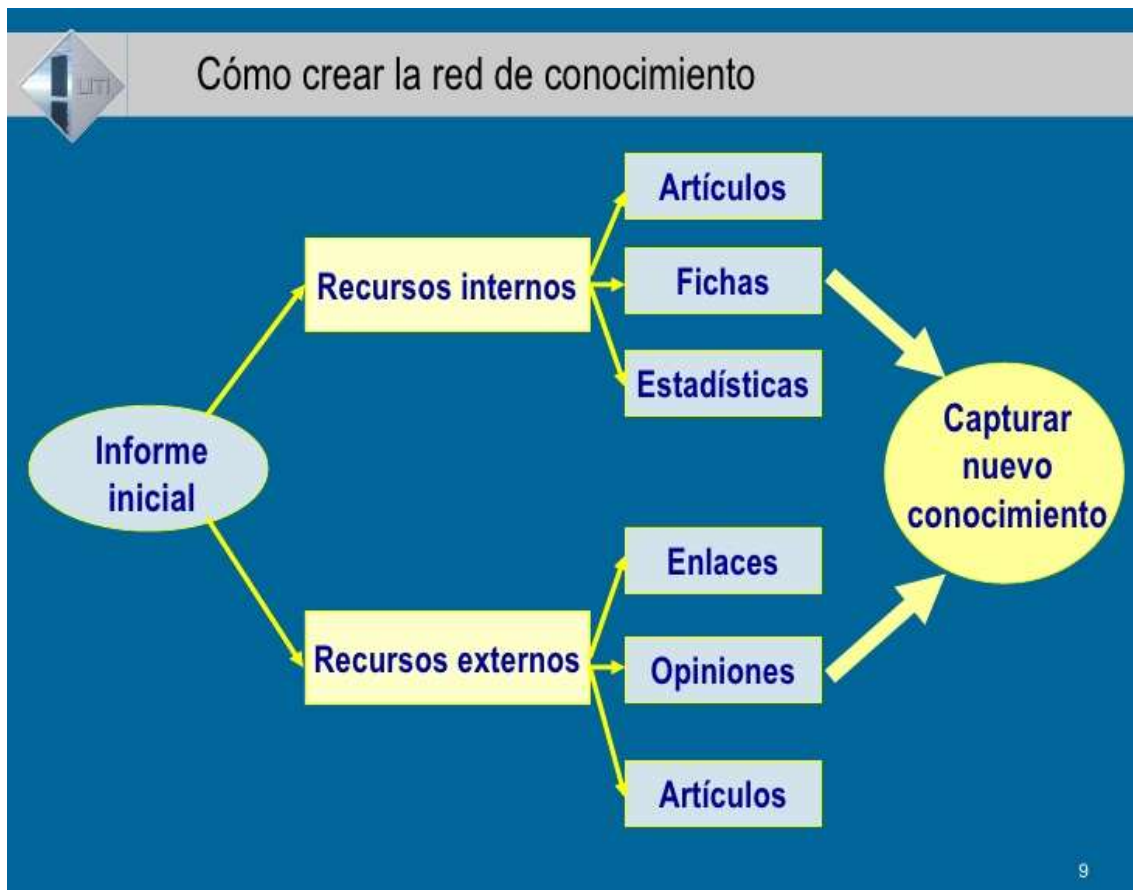 UTI
Cómo crear la red de conocimiento
Artículos
Recursos internos
Fichas
Estadísticas
Informe
inicial
Capturar
nuevo
conocimiento
Enlaces
Recursos externos
Opiniones
Artículos
9